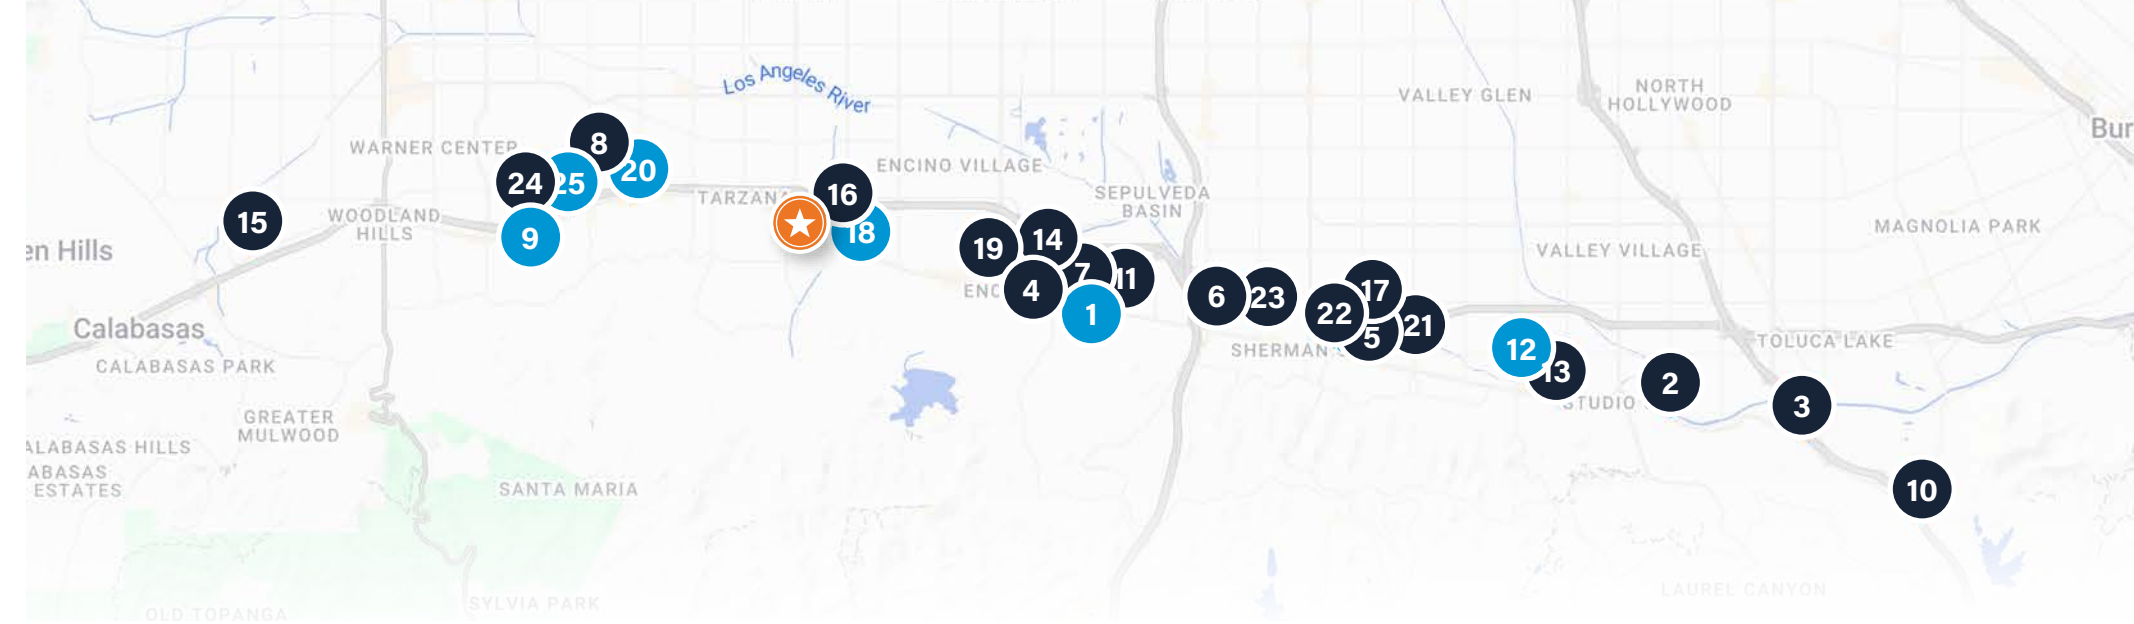 Los Angeles River
VALLEY GLEN
NORTH
HOLLYWOOD
Bur
WARNER CENTER
8
20
24
25
ENCINO VILLAGE
16
TARZANA
SEPULVEDA
BASIN
15
WOODLAND
HILLS
9
18
19
14
MAGNOLIA PARK
en Hills
VALLEY VILLAGE
7
11
4
ENC
1
6
23
17
22
5
21
Calabasas
SHERMAN
12
13
TOLUCA LAKE
CALABASAS PARK
2
STUDIO
3
GREATER
MULWOOD
ALABASAS HILLS
ABASAS
ESTATES
SANTA MARIA
10
LAUREL CANYON
SYLVIA PARK
OLD TOPANGA